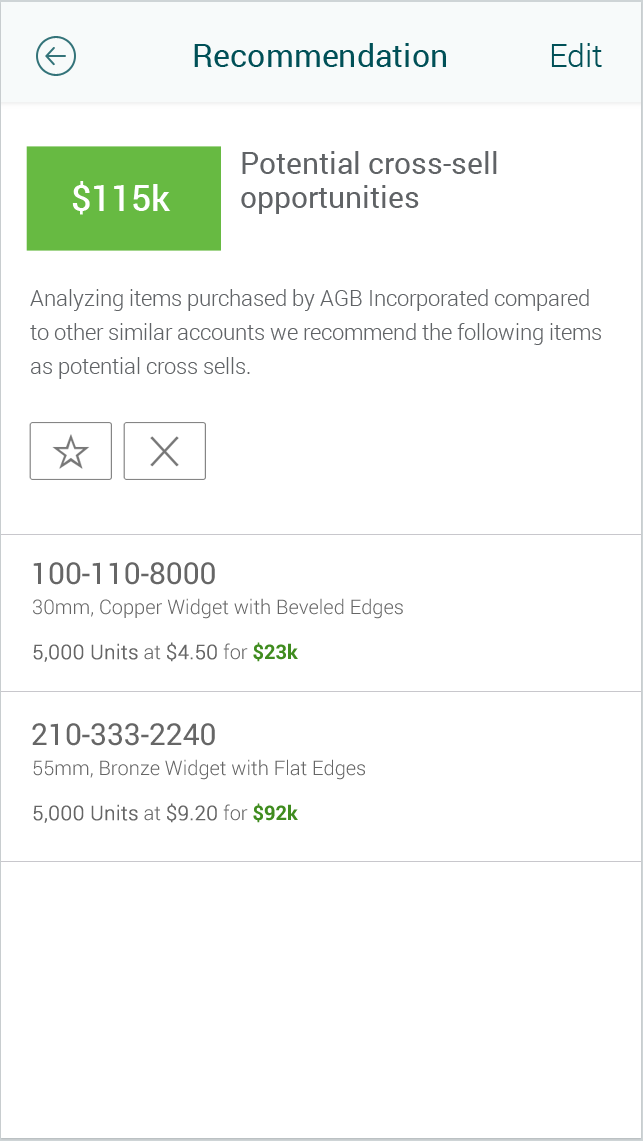 Recommendation
Edit
$115k
Potential cross-sell
opportunities
Analyzing items purchased by AGB Incorporated compared
to other similar accounts we recommend the following items
as potential cross sells.
100-110-8000
30mm, Copper Widget with Beveled Edges
5,000 Units at $4.50 for $23k
210-333-2240
55mm, Bronze Widget with Flat Edges
5,000 Units at $9.20 for $92k